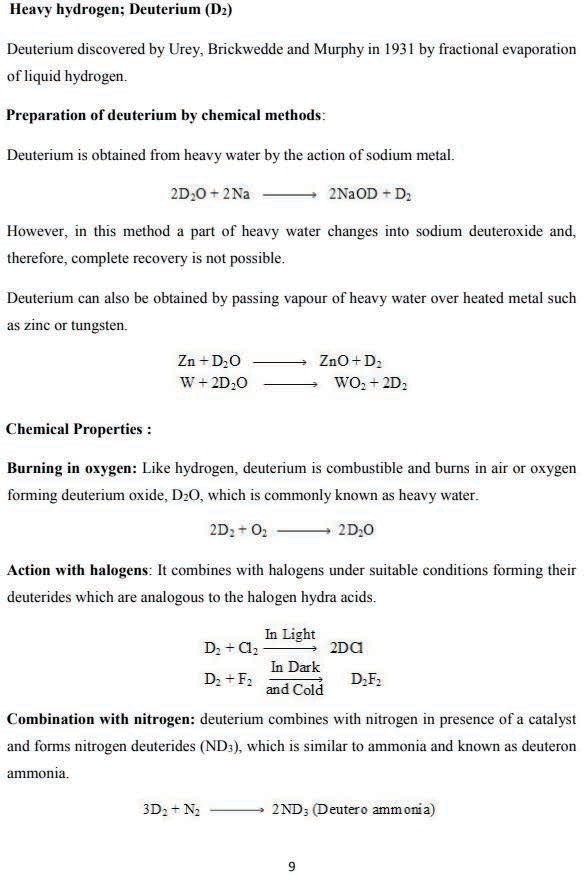 Heavy hydrogen; Deuterium (D₂)
Deuterium discovered by Urey, Brickwedde and Murphy in 1931 by fractional evaporation
of liquid hydrogen.
Preparation of deuterium by chemical methods:
Deuterium is obtained from heavy water by the action of sodium metal.
2D₂O + 2Na ⟶ 2NaOD + D₂
However, in this method a part of heavy water changes into sodium deuteroxide and,
therefore, complete recovery is not possible.
Deuterium can also be obtained by passing vapour of heavy water over heated metal such
as zinc or tungsten.
Zn + D₂O ⟶ ZnO + D₂
W + 2D₂O ⟶ WO₂ + 2D₂
Chemical Properties :
Burning in oxygen: Like hydrogen, deuterium is combustible and burns in air or oxygen
forming deuterium oxide, D₂O, which is commonly known as heavy water.
2D₂ + O₂ ⟶ 2D₂O
Action with halogens: It combines with halogens under suitable conditions forming their
deuterides which are analogous to the halogen hydra acids.
In Light
D₂ + Cl₂ ⟶ 2DCl
In Dark
D₂ + F₂ ⟶ D₂F₂
and Cold
Combination with nitrogen: deuterium combines with nitrogen in presence of a catalyst
and forms nitrogen deuterides (ND₃), which is similar to ammonia and known as deuteron
ammonia.
3D₂ + N₂ ⟶ 2ND₃ (Deutero ammonia)
9